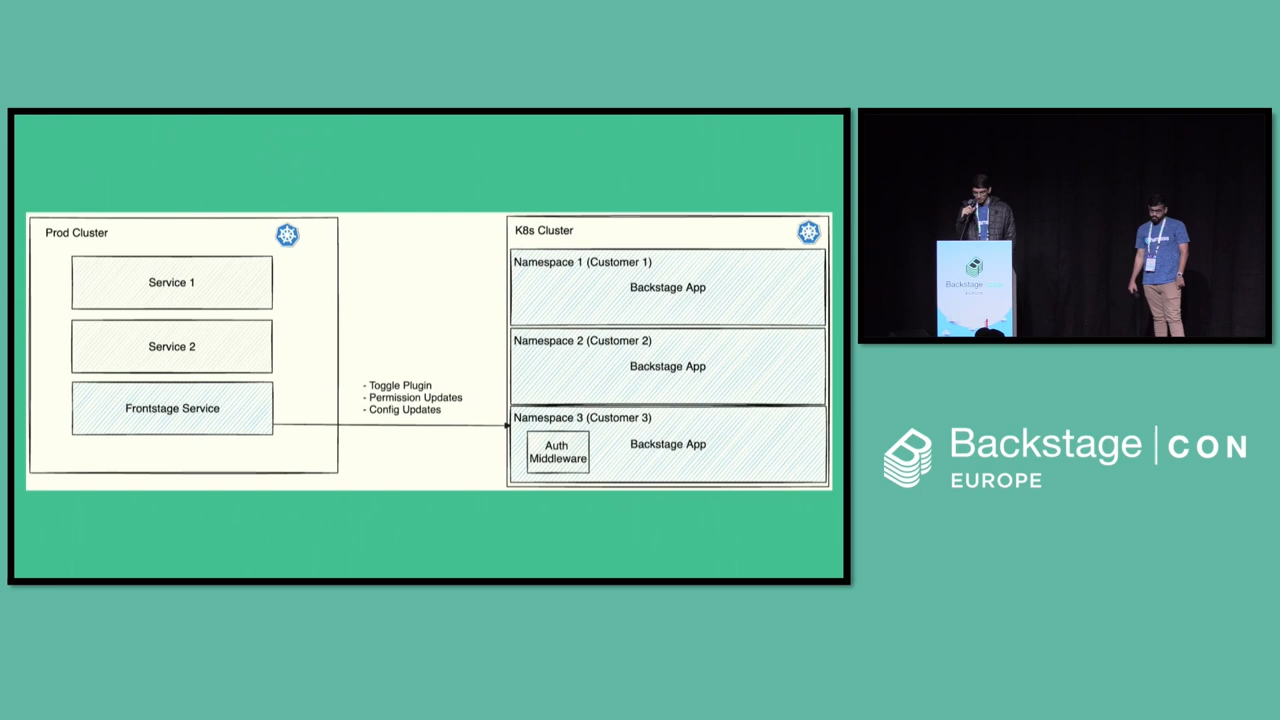 Prod Cluster
Service 1
Service 2
Frontstage Service
- Toggle Plugin
- Permission Updates
- Config Updates
K8s Cluster
Namespace 1 (Customer 1)
Backstage App
Namespace 2 (Customer 2)
Backstage App
Namespace 3 (Customer 3)
Backstage App
Auth
Middleware
Backstage
Backstage | CON
EUROPE